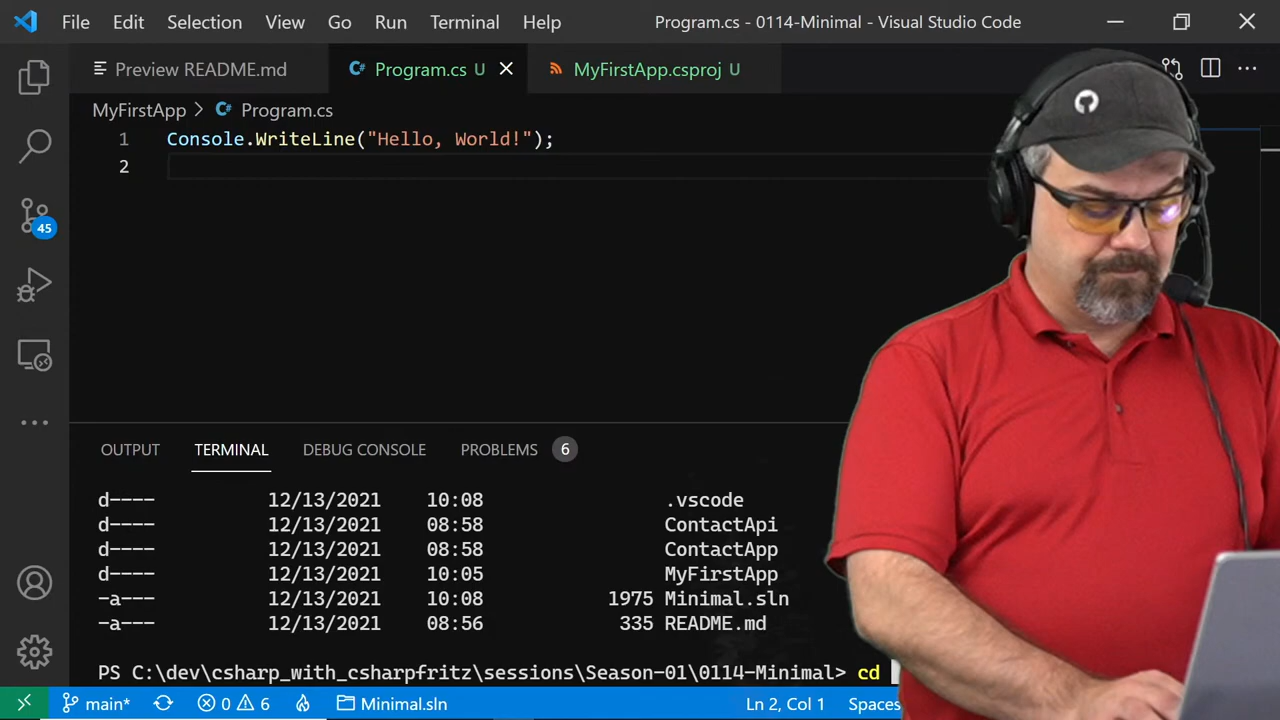 File Edit Selection View Go Run Terminal Help Program.cs - 0114-Minimal - Visual Studio Code
Preview README.md Program.cs U MyFirstApp.csproj U
MyFirstApp > Program.cs
1 Console.WriteLine("Hello, World!");
2
45
OUTPUT TERMINAL DEBUG CONSOLE PROBLEMS 6
d---- 12/13/2021 10:08 .vscode
d---- 12/13/2021 08:58 ContactApi
d---- 12/13/2021 08:58 ContactApp
d---- 12/13/2021 10:05 MyFirstApp
-a--- 12/13/2021 10:08 1975 Minimal.sln
-a--- 12/13/2021 08:56 335 README.md
PS C:\dev\csharp_with_csharpfritz\sessions\Season-01\0114-Minimal> cd
main* 0 6 Minimal.sln Ln 2, Col 1 Spaces